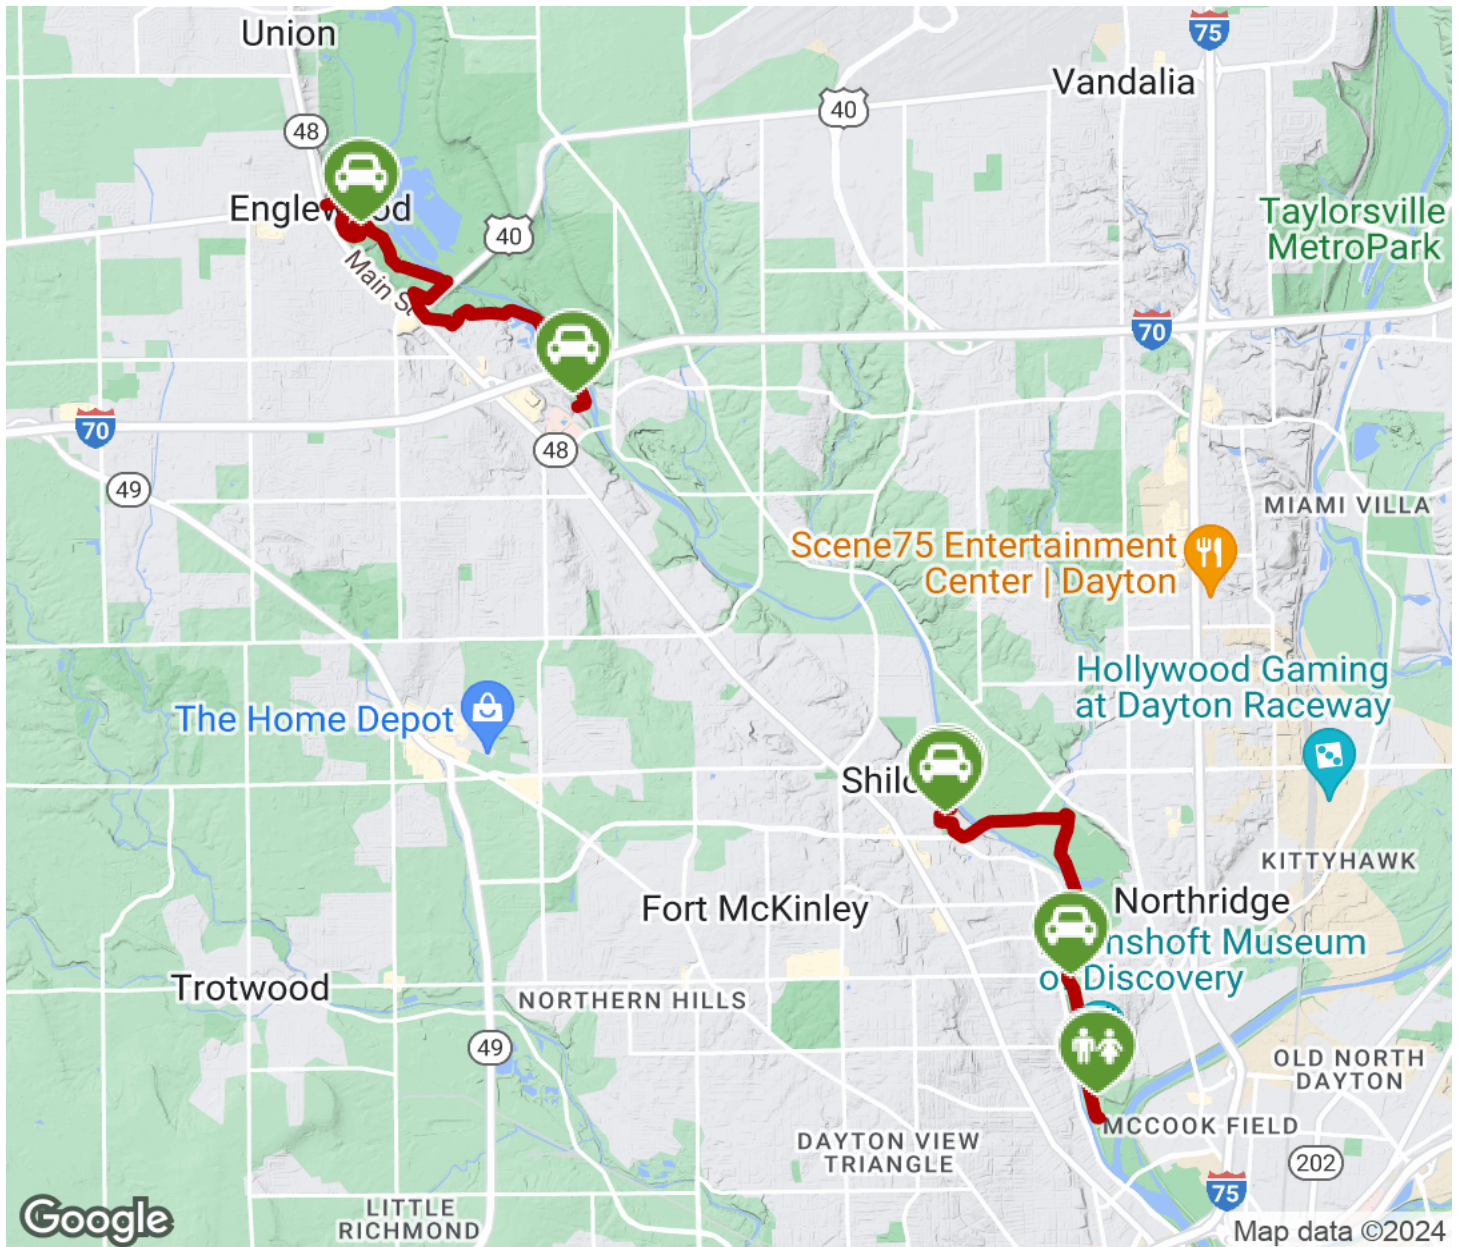 Union
75
Vandalia
40
48
Taylorsville
MetroPark
Englewood
40
Main St
70
70
48
49
MIAMI VILLA
Scene75 Entertainment
Center | Dayton
Hollywood Gaming
at Dayton Raceway
The Home Depot
Shilo
KITTYHAWK
Fort McKinley
Northridge
nshoft Museum
of Discovery
Trotwood
NORTHERN HILLS
49
OLD NORTH
DAYTON
MCCOOK FIELD
DAYTON VIEW
TRIANGLE
202
75
LITTLE
RICHMOND
Google
Map data ©2024